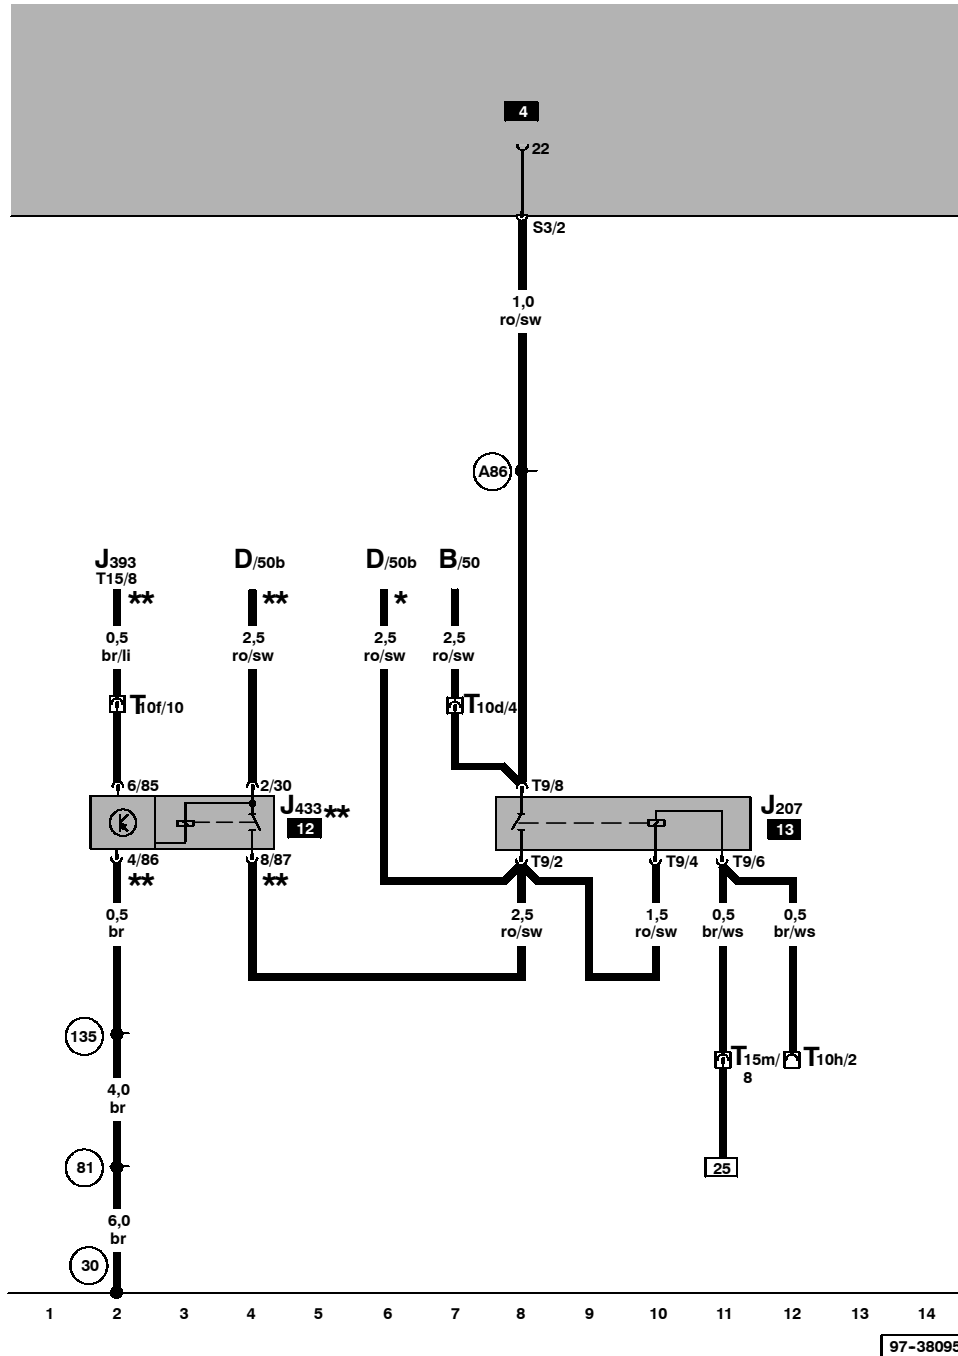 4
22
S3/2
1,0
ro/sw
A86
J393
T15/8
**
D/50b
**
D/50b
*
B/50
0,5
br/li
2,5
ro/sw
2,5
ro/sw
2,5
ro/sw
T10f/10
T10d/4
6/85
2/30
T9/8
J433**
12
J207
13
4/86
**
8/87
**
T9/2
T9/4
T9/6
0,5
br
2,5
ro/sw
1,5
ro/sw
0,5
br/ws
0,5
br/ws
135
T15m/
8
T10h/2
4,0
br
81
25
6,0
br
30
1 2 3 4 5 6 7 8 9 10 11 12 13 14
97-38095